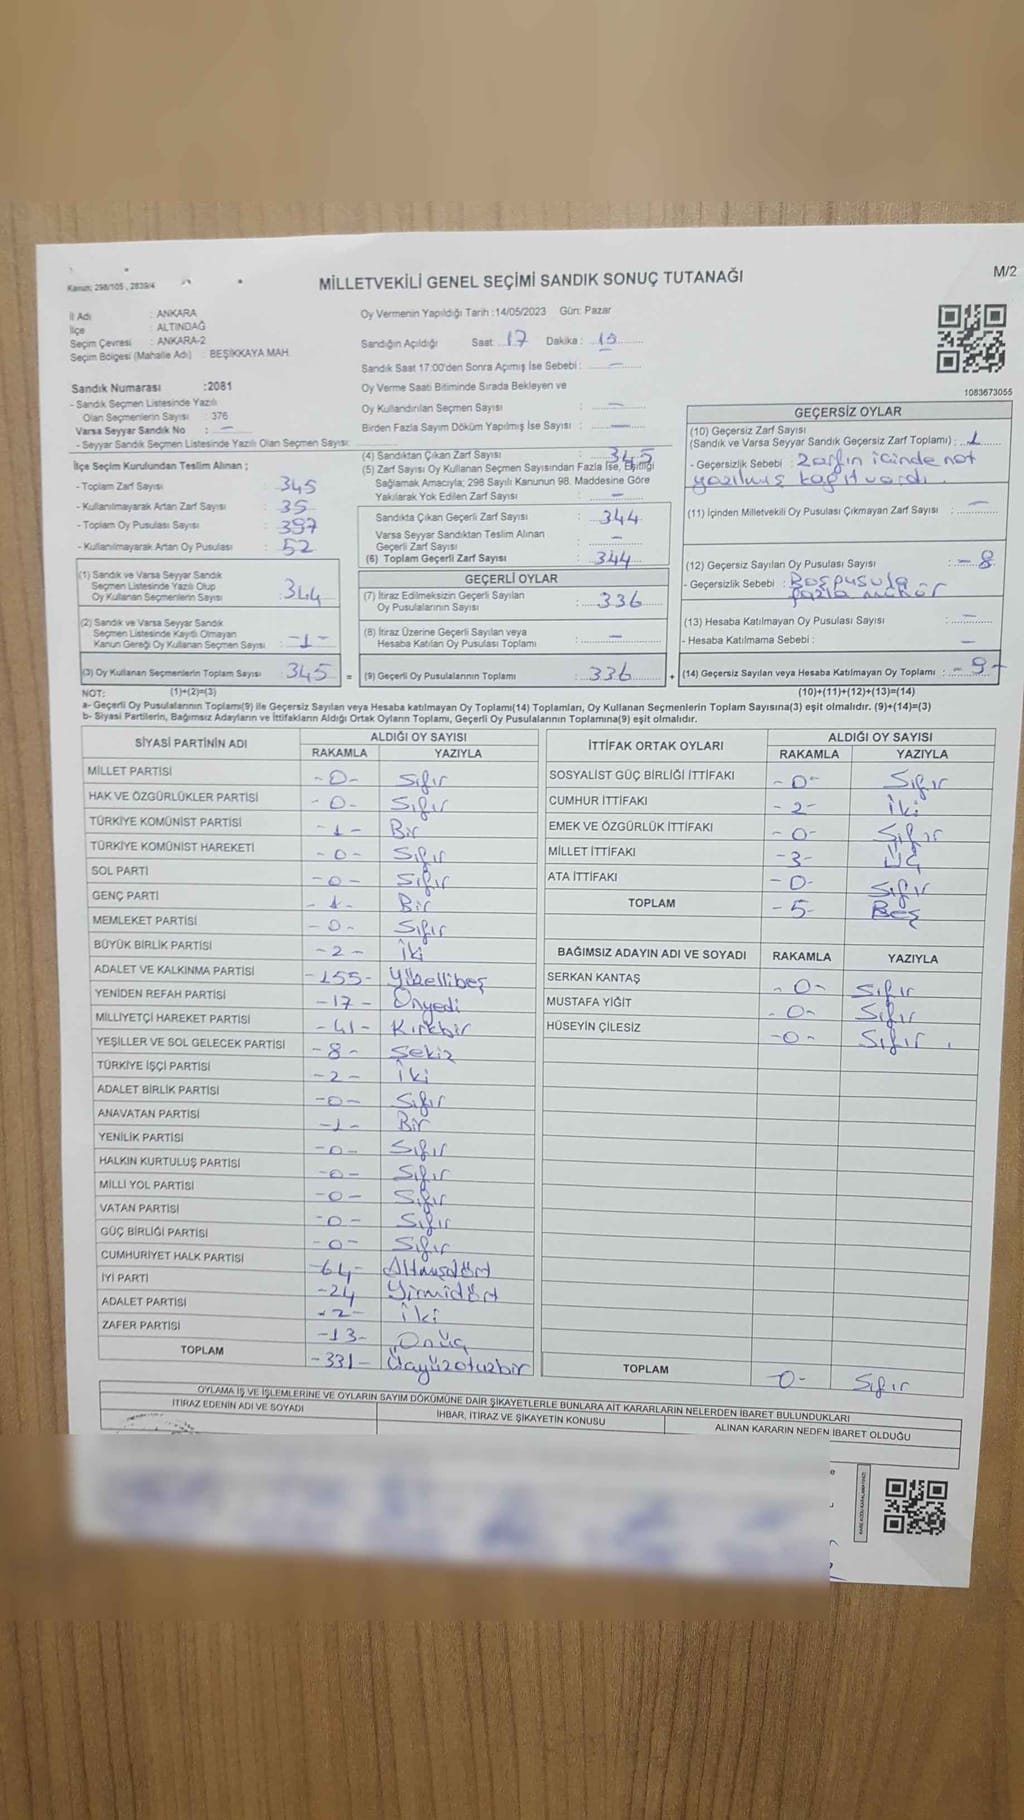 Kanun: 298/105, 2839/4
MİLLETVEKİLİ GENEL SEÇİMİ SANDIK SONUÇ TUTANAĞI
M/2
İl Adı : ANKARA
İlçe : ALTINDAĞ
Seçim Çevresi : ANKARA-2
Seçim Bölgesi (Mahalle Adı) : BEŞİKKAYA MAH.
Sandık Numarası :2081
- Sandık Seçmen Listesinde Yazılı
Olan Seçmenlerin Sayısı : 376
Varsa Seyyar Sandık No : -
- Seyyar Sandık Seçmen Listesinde Yazılı Olan Seçmen Sayısı:
Oy Vermenin Yapıldığı Tarih :14/05/2023 Gün: Pazar
Sandığın Açıldığı Saat :17 Dakika : 15
Sandık Saat 17:00'den Sonra Açımış İse Sebebi : -
Oy Verme Saati Bitiminde Sırada Bekleyen ve
Oy Kullandırılan Seçmen Sayısı : -
Birden Fazla Sayım Döküm Yapılmış İse Sayısı : -
1083673055
İlçe Seçim Kurulundan Teslim Alınan ;
- Toplam Zarf Sayısı : 345
- Kullanılmayarak Artan Zarf Sayısı : 35
- Toplam Oy Pusulası Sayısı : 397
- Kullanılmayarak Artan Oy Pusulası : 52
(1) Sandık ve Varsa Seyyar Sandık
Seçmen Listesinde Yazılı Olup
Oy Kullanan Seçmenlerin Sayısı : 344
(2) Sandık ve Varsa Seyyar Sandık
Seçmen Listesinde Kayıtlı Olmayan
Kanun Gereği Oy Kullanan Seçmen Sayısı : -1-
(3) Oy Kullanan Seçmenlerin Toplam Sayısı : 345 =
(4) Sandıktan Çıkan Zarf Sayısı : 345
(5) Zarf Sayısı Oy Kullanan Seçmen Sayısından Fazla İse, Eşitliği
Sağlamak Amacıyla; 298 Sayılı Kanunun 98. Maddesine Göre
Yakılarak Yok Edilen Zarf Sayısı : -
Sandıkta Çıkan Geçerli Zarf Sayısı : 344
Varsa Seyyar Sandıktan Teslim Alınan
Geçerli Zarf Sayısı : -
(6) Toplam Geçerli Zarf Sayısı : 344
GEÇERLİ OYLAR
(7) İtiraz Edilmeksizin Geçerli Sayılan
Oy Pusulalarının Sayısı : 336
(8) İtiraz Üzerine Geçerli Sayılan veya
Hesaba Katılan Oy Pusulası Toplamı : -
(9) Geçerli Oy Pusulalarının Toplamı : 336 +
GEÇERSİZ OYLAR
(10) Geçersiz Zarf Sayısı
(Sandık ve Varsa Seyyar Sandık Geçersiz Zarf Toplamı) : 1
- Geçersizlik Sebebi : zarfın içinde not
yazılmış kağıt vardı.
(11) İçinden Milletvekili Oy Pusulası Çıkmayan Zarf Sayısı : -
(12) Geçersiz Sayılan Oy Pusulası Sayısı : -8
- Geçersizlik Sebebi : Boş pusula
fazla mühür
(13) Hesaba Katılmayan Oy Pusulası Sayısı : -
- Hesaba Katılmama Sebebi : -
(14) Geçersiz Sayılan veya Hesaba Katılmayan Oy Toplamı : -9-
NOT: (1)+(2)=(3) (10)+(11)+(12)+(13)=(14)
a- Geçerli Oy Pusulalarının Toplamı(9) ile Geçersiz Sayılan veya Hesaba katılmayan Oy Toplamı(14) Toplamları, Oy Kullanan Seçmenlerin Toplam Sayısına(3) eşit olmalıdır. (9)+(14)=(3)
b- Siyasi Partilerin, Bağımsız Adayların ve İttifakların Aldığı Ortak Oyların Toplamı, Geçerli Oy Pusulalarının Toplamına(9) eşit olmalıdır.
SİYASİ PARTİNİN ADI ALDIĞI OY SAYISI
RAKAMLA YAZIYLA
MİLLET PARTİSİ -0- Sıfır
HAK VE ÖZGÜRLÜKLER PARTİSİ -0- Sıfır
TÜRKİYE KOMÜNİST PARTİSİ -1- Bir
TÜRKİYE KOMÜNİST HAREKETİ -0- Sıfır
SOL PARTİ -0- Sıfır
GENÇ PARTİ -1- Bir
MEMLEKET PARTİSİ -0- Sıfır
BÜYÜK BİRLİK PARTİSİ -2- İki
ADALET VE KALKINMA PARTİSİ -155- Yüzellibeş
YENİDEN REFAH PARTİSİ -17- Onyedi
MİLLİYETÇİ HAREKET PARTİSİ -41- Kırkbir
YEŞİLLER VE SOL GELECEK PARTİSİ -8- Sekiz
TÜRKİYE İŞÇİ PARTİSİ -2- İki
ADALET BİRLİK PARTİSİ -0- Sıfır
ANAVATAN PARTİSİ -1- Bir
YENİLİK PARTİSİ -0- Sıfır
HALKIN KURTULUŞ PARTİSİ -0- Sıfır
MİLLİ YOL PARTİSİ -0- Sıfır
VATAN PARTİSİ -0- Sıfır
GÜÇ BİRLİĞİ PARTİSİ -0- Sıfır
CUMHURİYET HALK PARTİSİ -64- Altmışdört
İYİ PARTİ -24 Yirmidört
ADALET PARTİSİ -2- İki
ZAFER PARTİSİ -13- Onüç
TOPLAM -331- Üçyüzotuzbir
İTTİFAK ORTAK OYLARI ALDIĞI OY SAYISI
RAKAMLA YAZIYLA
SOSYALİST GÜÇ BİRLİĞİ İTTİFAKI -0- Sıfır
CUMHUR İTTİFAKI -2- İki
EMEK VE ÖZGÜRLÜK İTTİFAKI -0- Sıfır
MİLLET İTTİFAKI -3- Üç
ATA İTTİFAKI -0- Sıfır
TOPLAM -5- Beş
BAĞIMSIZ ADAYIN ADI VE SOYADI RAKAMLA YAZIYLA
SERKAN KANTAŞ -0- Sıfır
MUSTAFA YİĞİT -0- Sıfır
HÜSEYİN ÇİLESİZ -0- Sıfır
TOPLAM -0- Sıfır
OYLAMA İŞ VE İŞLEMLERİNE VE OYLARIN SAYIM DÖKÜMÜNE DAİR ŞİKAYETLERLE BUNLARA AİT KARARLARIN NELERDEN İBARET BULUNDUKLARI
İTİRAZ EDENİN ADI VE SOYADI İHBAR, İTİRAZ VE ŞİKAYETİN KONUSU ALINAN KARARIN NEDEN İBARET OLDUĞU